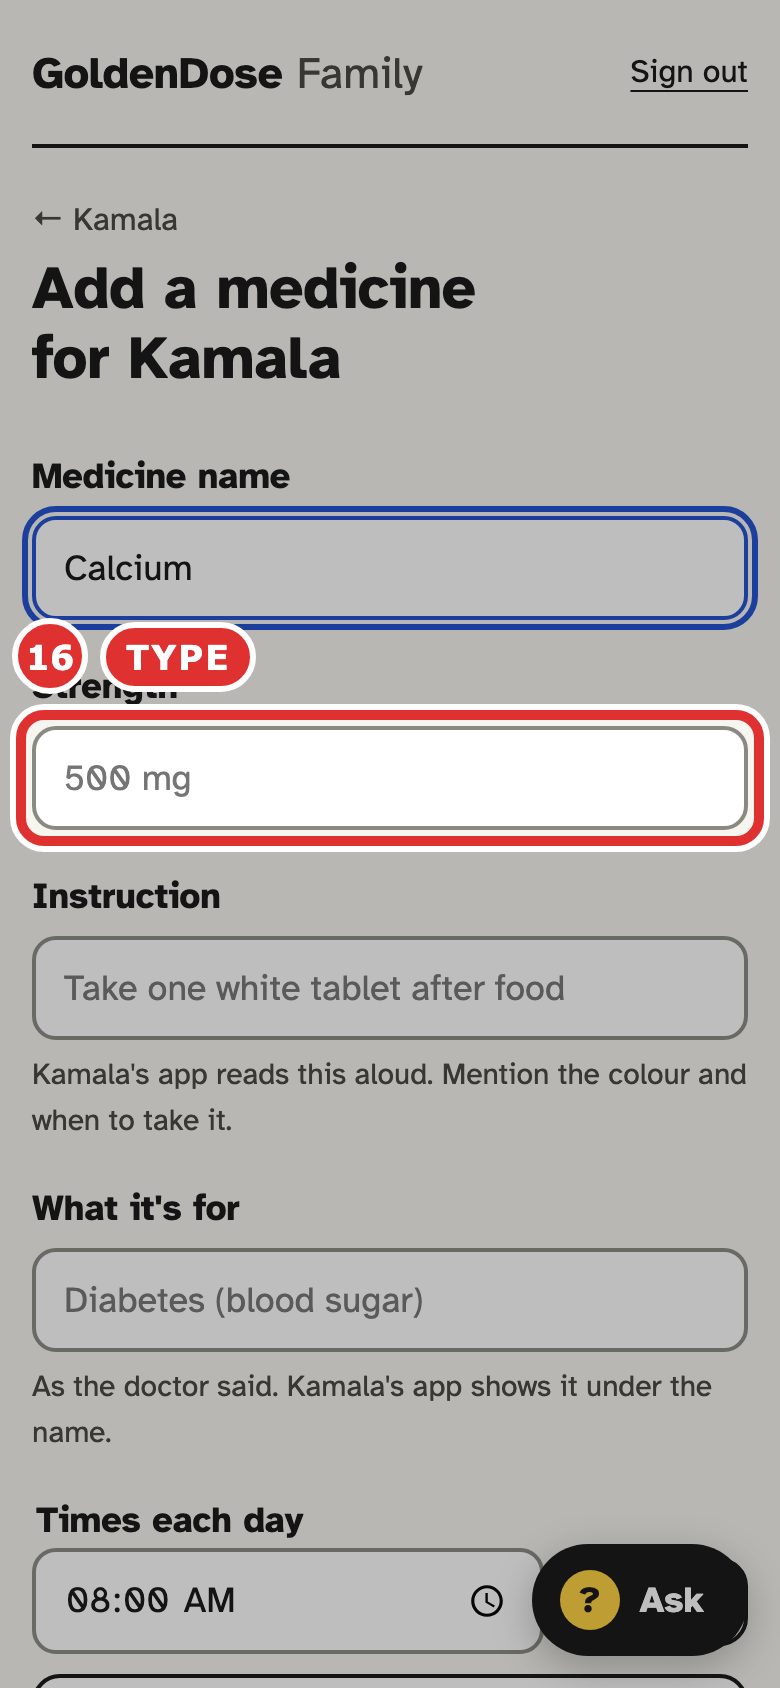 GoldenDose Family
Sign out
← Kamala
Add a medicine
for Kamala
Medicine name
Calcium
16 TYPE
Strength
500 mg
Instruction
Take one white tablet after food
Kamala's app reads this aloud. Mention the colour and
when to take it.
What it's for
Diabetes (blood sugar)
As the doctor said. Kamala's app shows it under the
name.
Times each day
08:00 AM
? Ask